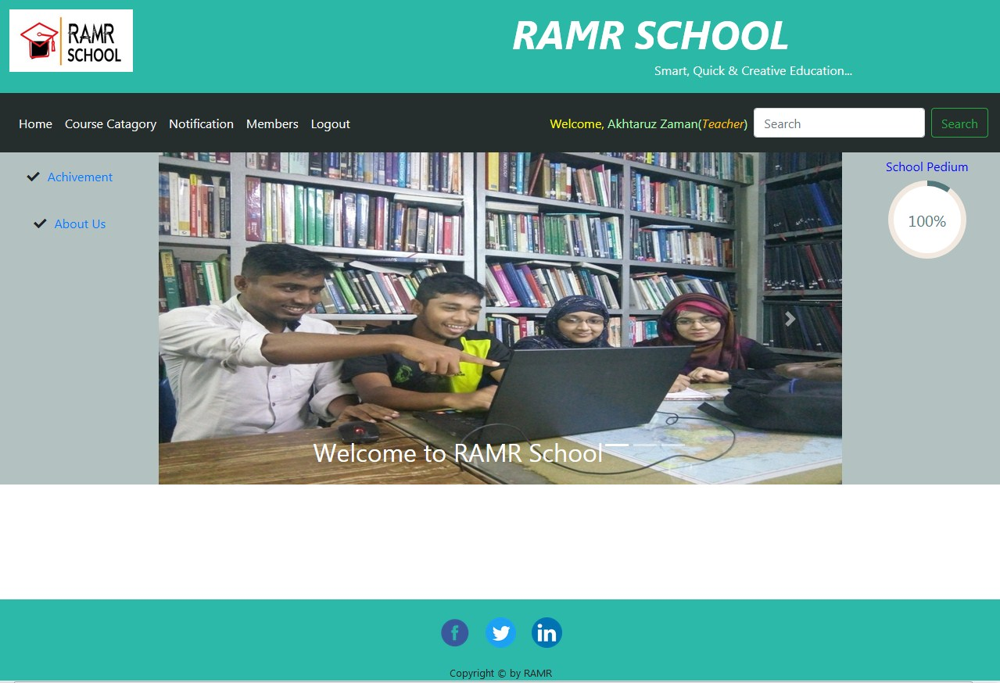 RAMR
SCHOOL
RAMR SCHOOL
Smart, Quick & Creative Education...
Home Course Catagory Notification Members Logout Welcome, Akhtaruz Zaman(Teacher) Search Search
Achivement
About Us
School Pedium
100%
Welcome to RAMR School
f
in
Copyright © by RAMR